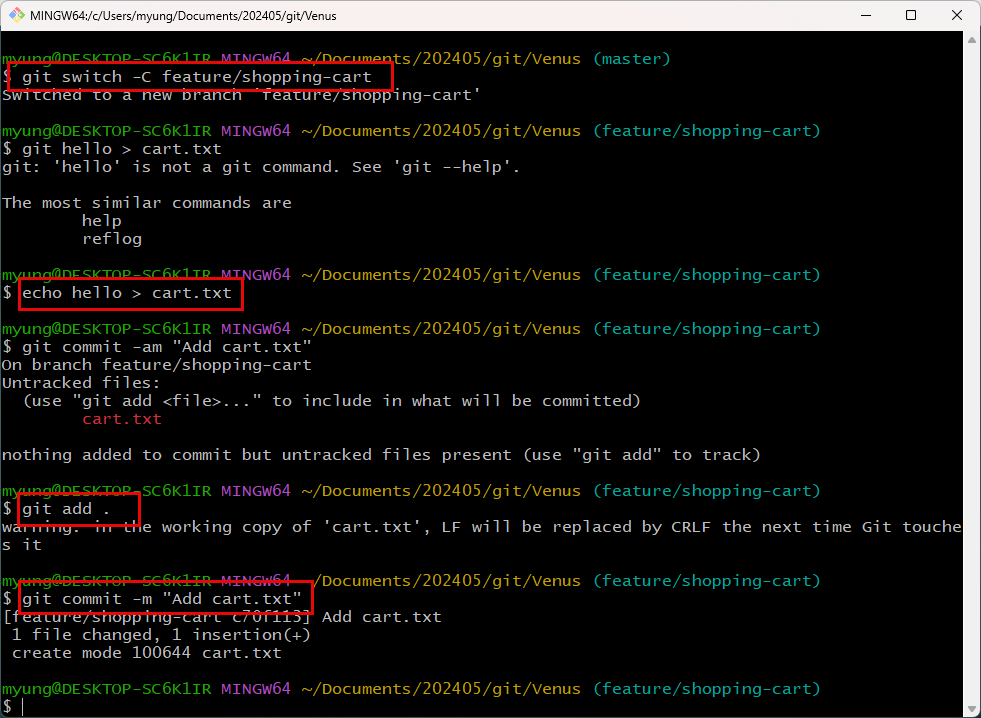 MINGW64:/c/Users/myung/Documents/202405/git/Venus
myung@DESKTOP-SC6K1IR MINGW64 ~/Documents/202405/git/Venus (master)
$ git switch -C feature/shopping-cart
Switched to a new branch 'feature/shopping-cart'
myung@DESKTOP-SC6K1IR MINGW64 ~/Documents/202405/git/Venus (feature/shopping-cart)
$ git hello > cart.txt
git: 'hello' is not a git command. See 'git --help'.
The most similar commands are
help
reflog
myung@DESKTOP-SC6K1IR MINGW64 ~/Documents/202405/git/Venus (feature/shopping-cart)
$ echo hello > cart.txt
myung@DESKTOP-SC6K1IR MINGW64 ~/Documents/202405/git/Venus (feature/shopping-cart)
$ git commit -am "Add cart.txt"
On branch feature/shopping-cart
Untracked files:
(use "git add <file>..." to include in what will be committed)
cart.txt
nothing added to commit but untracked files present (use "git add" to track)
myung@DESKTOP-SC6K1IR MINGW64 ~/Documents/202405/git/Venus (feature/shopping-cart)
$ git add .
warning: in the working copy of 'cart.txt', LF will be replaced by CRLF the next time Git touche
s it
myung@DESKTOP-SC6K1IR MINGW64 ~/Documents/202405/git/Venus (feature/shopping-cart)
$ git commit -m "Add cart.txt"
[feature/shopping-cart c70f113] Add cart.txt
1 file changed, 1 insertion(+)
create mode 100644 cart.txt
myung@DESKTOP-SC6K1IR MINGW64 ~/Documents/202405/git/Venus (feature/shopping-cart)
$